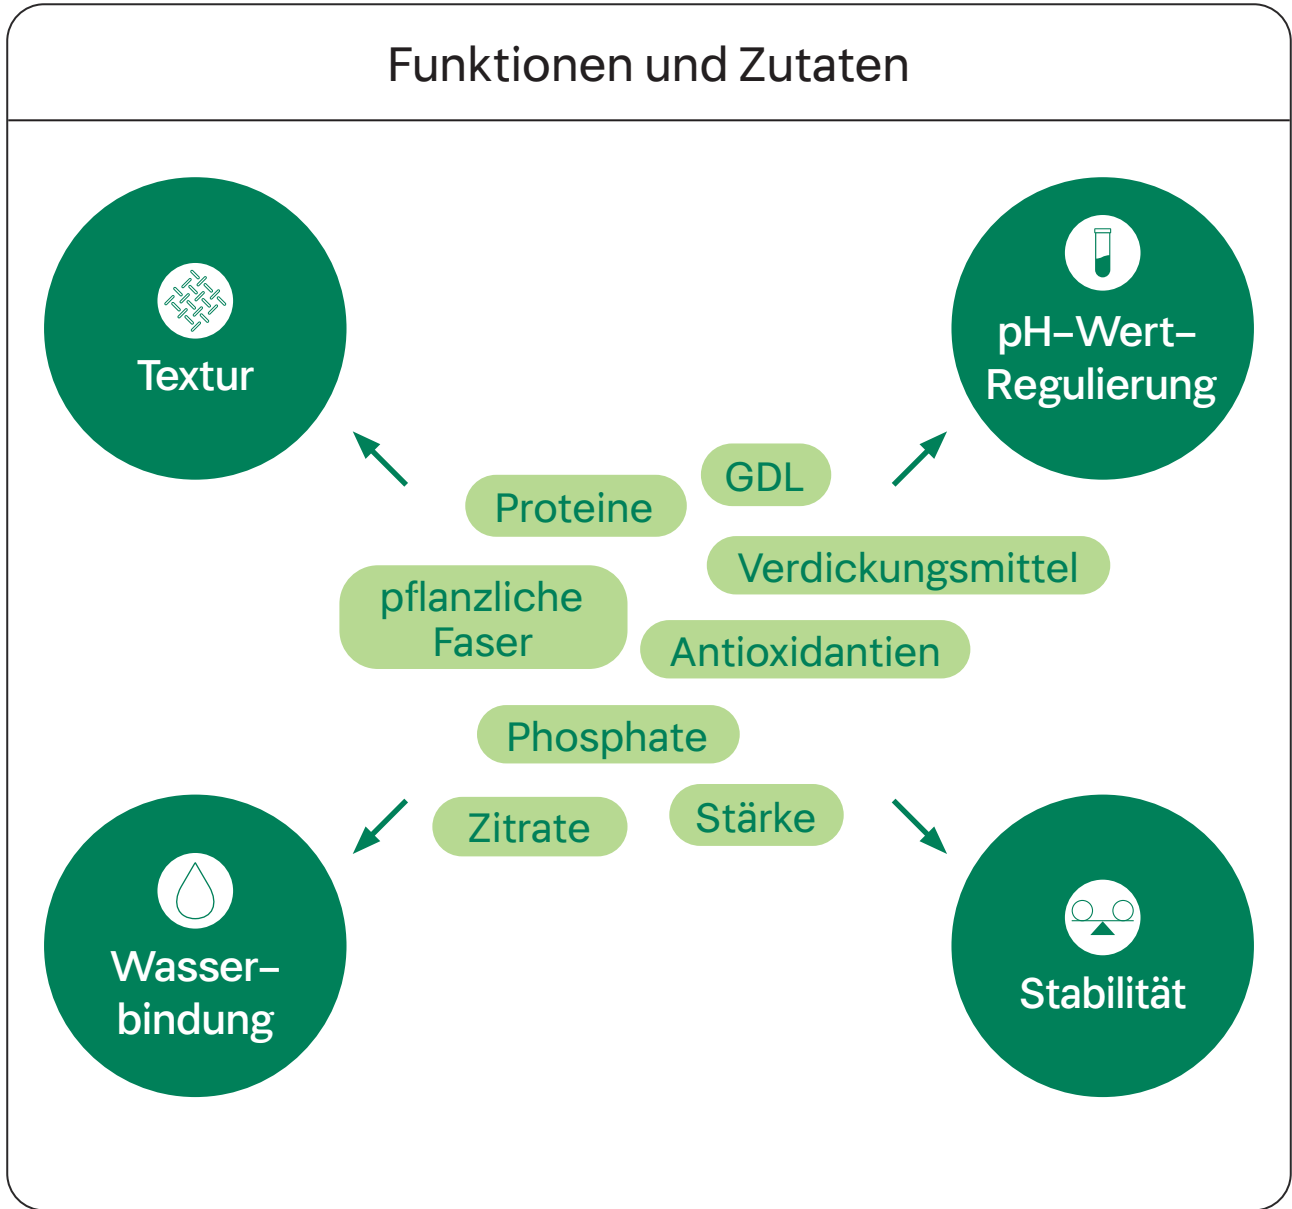 Funktionen und Zutaten
Textur
pH-Wert-
Regulierung
GDL
Proteine
Verdickungsmittel
pflanzliche
Faser
Antioxidantien
Phosphate
Zitrate
Stärke
Wasser-
bindung
Stabilität